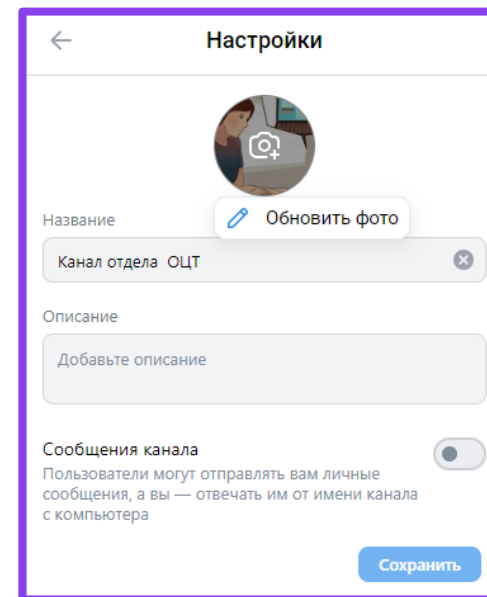 Настройки
Обновить фото
Название
Канал отдела ОЦТ
Описание
Добавьте описание
Сообщения канала
Пользователи могут отправлять вам личные
сообщения, а вы — отвечать им от имени канала
с компьютера
Сохранить